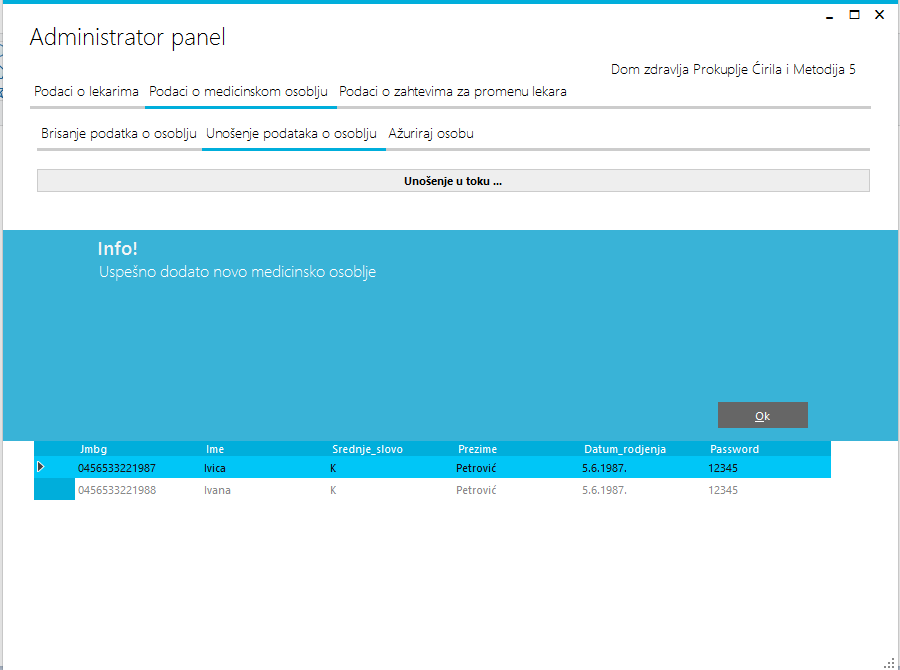 Administrator panel
Dom zdravlja Prokuplje Ćirila i Metodija 5
Podaci o lekarima Podaci o medicinskom osoblju Podaci o zahtevima za promenu lekara
Brisanje podatka o osoblju Unošenje podataka o osoblju Ažuriraj osobu
Unošenje u toku ...
Info!
Uspešno dodato novo medicinsko osoblje
Ok
Jmbg Ime Srednje_slovo Prezime Datum_rodjenja Password
0456533221987 Ivica K Petrović 5.6.1987. 12345
0456533221988 Ivana K Petrović 5.6.1987. 12345